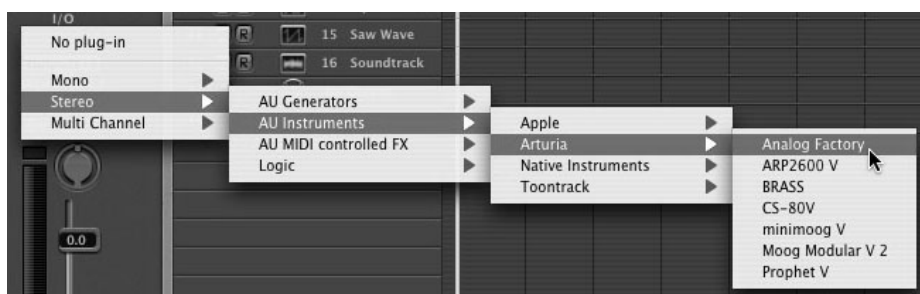 I/O
No plug-in
Mono
Stereo
Multi Channel
R 15 Saw Wave
R 16 Soundtrack
AU Generators
AU Instruments
AU MIDI controlled FX
Logic
Apple
Arturia
Native Instruments
Toontrack
Analog Factory
ARP2600 V
BRASS
CS-80V
minimoog V
Moog Modular V 2
Prophet V
0.0